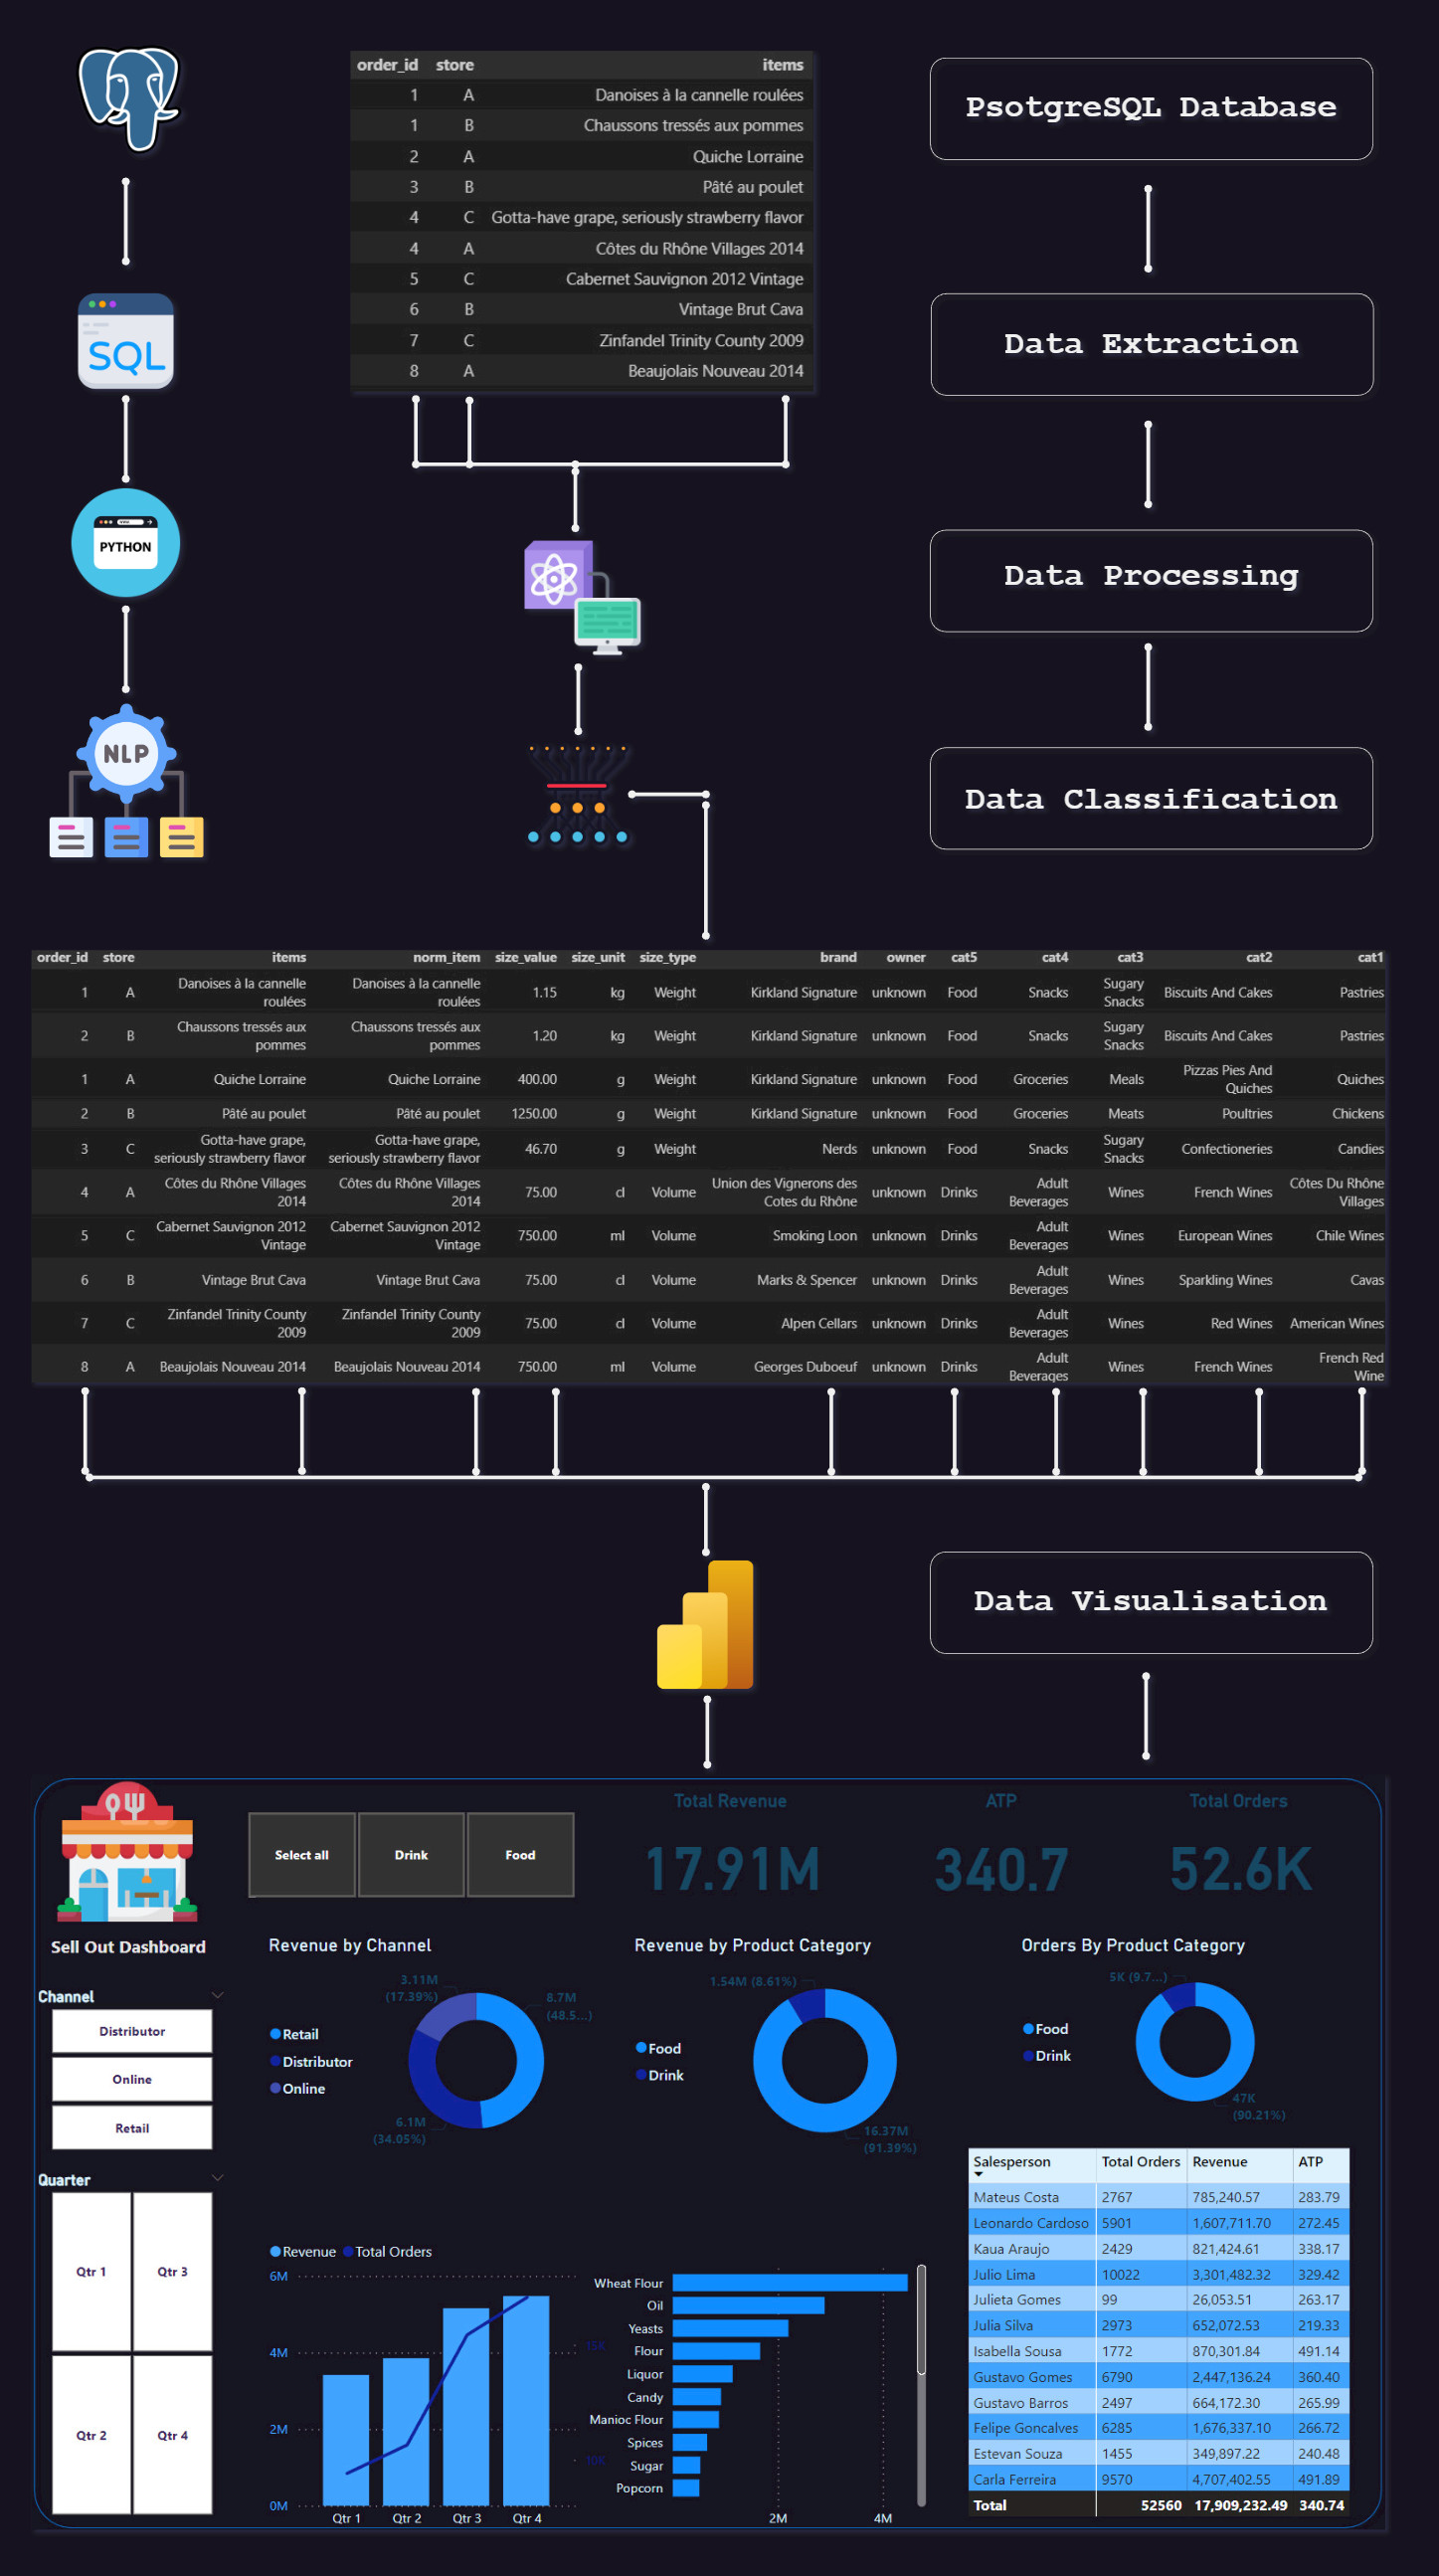 order_id store items
1 A Danoises à la cannelle roulées
1 B Chaussons tressés aux pommes
2 A Quiche Lorraine
3 B Pâté au poulet
4 C Gotta-have grape, seriously strawberry flavor
4 A Côtes du Rhône Villages 2014
5 C Cabernet Sauvignon 2012 Vintage
6 B Vintage Brut Cava
7 C Zinfandel Trinity County 2009
8 A Beaujolais Nouveau 2014
PsotgreSQL Database
SQL
Data Extraction
PYTHON
Data Processing
NLP
Data Classification
order_id store items norm_item size_value size_unit size_type brand owner cat5 cat4 cat3 cat2 cat1
1 A Danoises à la cannelle roulées Danoises à la cannelle roulées 1.15 kg Weight Kirkland Signature unknown Food Snacks Sugary Snacks Biscuits And Cakes Pastries
2 B Chaussons tressés aux pommes Chaussons tressés aux pommes 1.20 kg Weight Kirkland Signature unknown Food Snacks Sugary Snacks Biscuits And Cakes Pastries
1 A Quiche Lorraine Quiche Lorraine 400.00 g Weight Kirkland Signature unknown Food Groceries Meals Pizzas Pies And Quiches Quiches
2 B Pâté au poulet Pâté au poulet 1250.00 g Weight Kirkland Signature unknown Food Groceries Meats Poultries Chickens
3 C Gotta-have grape, seriously strawberry flavor Gotta-have grape, seriously strawberry flavor 46.70 g Weight Nerds unknown Food Snacks Sugary Snacks Confectioneries Candies
4 A Côtes du Rhône Villages 2014 Côtes du Rhône Villages 2014 75.00 cl Volume Union des Vignerons des Cotes du Rhône unknown Drinks Adult Beverages Wines French Wines Côtes Du Rhône Villages
5 C Cabernet Sauvignon 2012 Vintage Cabernet Sauvignon 2012 Vintage 750.00 ml Volume Smoking Loon unknown Drinks Adult Beverages Wines European Wines Chile Wines
6 B Vintage Brut Cava Vintage Brut Cava 75.00 cl Volume Marks & Spencer unknown Drinks Adult Beverages Wines Sparkling Wines Cavas
7 C Zinfandel Trinity County 2009 Zinfandel Trinity County 2009 75.00 cl Volume Alpen Cellars unknown Drinks Adult Beverages Wines Red Wines American Wines
8 A Beaujolais Nouveau 2014 Beaujolais Nouveau 2014 750.00 ml Volume Georges Duboeuf unknown Drinks Adult Beverages Wines French Wines French Red Wine
Data Visualisation
Sell Out Dashboard
Select all Drink Food
Total Revenue
17.91M
ATP
340.7
Total Orders
52.6K
Channel
Distributor
Online
Retail
Quarter
Qtr 1 Qtr 3
Qtr 2 Qtr 4
Revenue by Channel
Retail
Distributor
Online
3.11M
(17.39%)
8.7M
(48.5...)
6.1M
(34.05%)
Revenue by Product Category
Food
Drink
1.54M (8.61%)
16.37M
(91.39%)
Orders By Product Category
Food
Drink
5K (9.7...)
47K
(90.21%)
Revenue Total Orders
6M
4M
2M
0M
15K
10K
Qtr 1 Qtr 2 Qtr 3 Qtr 4
Wheat Flour
Oil
Yeasts
Flour
Liquor
Candy
Manioc Flour
Spices
Sugar
Popcorn
2M 4M
Salesperson Total Orders Revenue ATP
Mateus Costa 2767 785,240.57 283.79
Leonardo Cardoso 5901 1,607,711.70 272.45
Kaua Araujo 2429 821,424.61 338.17
Julio Lima 10022 3,301,482.32 329.42
Julieta Gomes 99 26,053.51 263.17
Julia Silva 2973 652,072.53 219.33
Isabella Sousa 1772 870,301.84 491.14
Gustavo Gomes 6790 2,447,136.24 360.40
Gustavo Barros 2497 664,172.30 265.99
Felipe Goncalves 6285 1,676,337.10 266.72
Estevan Souza 1455 349,897.22 240.48
Carla Ferreira 9570 4,707,402.55 491.89
Total 52560 17,909,232.49 340.74